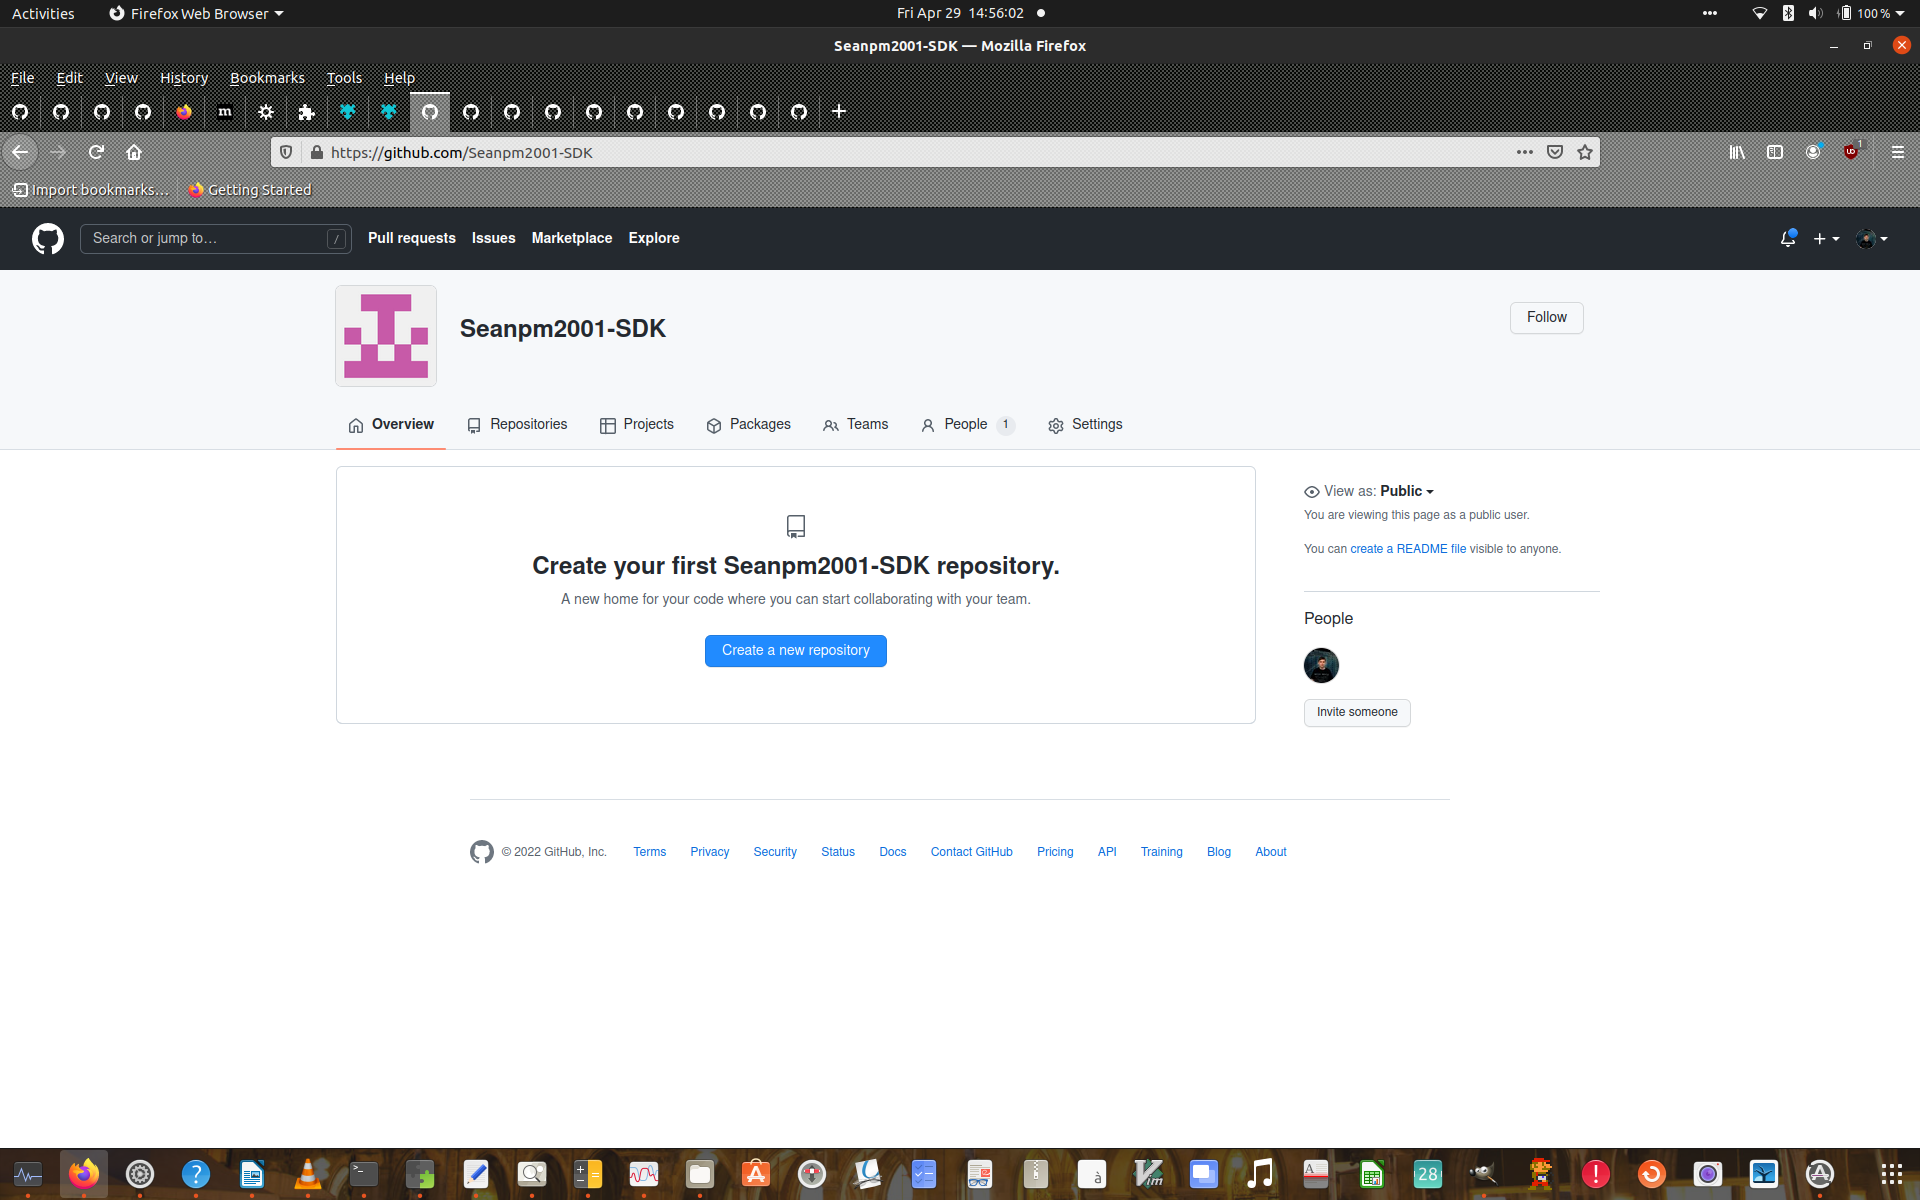 Activities Firefox Web Browser Fri Apr 29 14:56:02 100 %
Seanpm2001-SDK — Mozilla Firefox
File Edit View History Bookmarks Tools Help
m
https://github.com/Seanpm2001-SDK 1
Import bookmarks… Getting Started
Search or jump to… / Pull requests Issues Marketplace Explore
Seanpm2001-SDK
Follow
Overview Repositories Projects Packages Teams People 1 Settings
View as: Public
You are viewing this page as a public user.
You can create a README file visible to anyone.
Create your first Seanpm2001-SDK repository.
A new home for your code where you can start collaborating with your team.
Create a new repository
People
Invite someone
© 2022 GitHub, Inc. Terms Privacy Security Status Docs Contact GitHub Pricing API Training Blog About
28